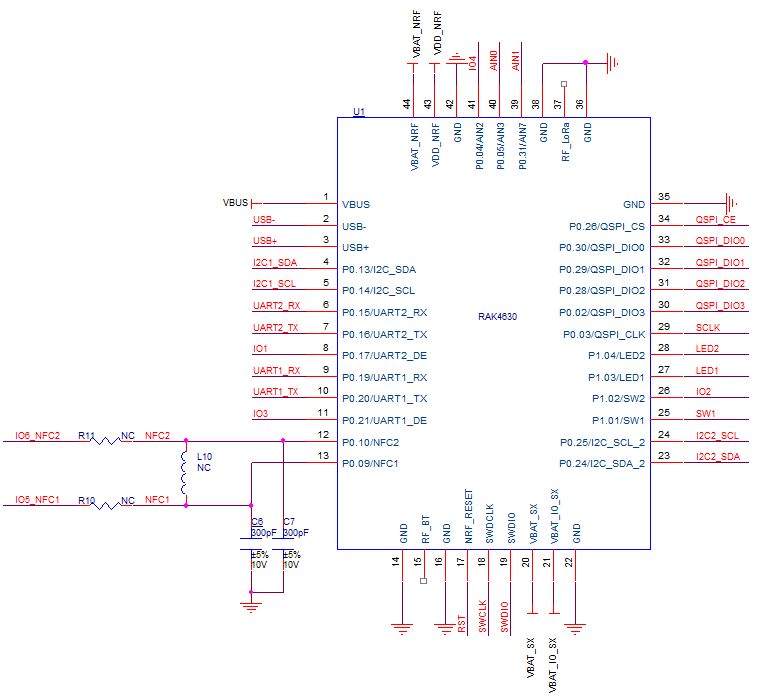 VBAT_NRF
VDD_NRF
IO4
AIN0
AIN1
44
43
42
41
40
39
38
37
36
U1
VBAT_NRF
VDD_NRF
GND
P0.04/AIN2
P0.05/AIN3
P0.31/AIN7
GND
RF_LoRa
GND
VBUS 1 VBUS
USB- 2 USB-
USB+ 3 USB+
I2C1_SDA 4 P0.13/I2C_SDA
I2C1_SCL 5 P0.14/I2C_SCL
UART2_RX 6 P0.15/UART2_RX
UART2_TX 7 P0.16/UART2_TX
IO1 8 P0.17/UART2_DE
UART1_RX 9 P0.19/UART1_RX
UART1_TX 10 P0.20/UART1_TX
IO3 11 P0.21/UART1_DE
IO6_NFC2 R11 NC NFC2 12 P0.10/NFC2
13 P0.09/NFC1
L10
NC
IO5_NFC1 R10 NC NFC1
RAK4630
GND 35
P0.26/QSPI_CS 34 QSPI_CE
P0.30/QSPI_DIO0 33 QSPI_DIO0
P0.29/QSPI_DIO1 32 QSPI_DIO1
P0.28/QSPI_DIO2 31 QSPI_DIO2
P0.02/QSPI_DIO3 30 QSPI_DIO3
P0.03/QSPI_CLK 29 SCLK
P1.04/LED2 28 LED2
P1.03/LED1 27 LED1
P1.02/SW2 26 IO2
P1.01/SW1 25 SW1
P0.25/I2C_SCL_2 24 I2C2_SCL
P0.24/I2C_SDA_2 23 I2C2_SDA
C6
300pF
±5%
10V
C7
300pF
±5%
10V
GND
RF_BT
GND
NRF_RESET
SWDCLK
SWDIO
VBAT_SX
VBAT_IO_SX
GND
14
15
16
17
18
19
20
21
22
RST
SWCLK
SWDIO
VBAT_SX
VBAT_IO_SX